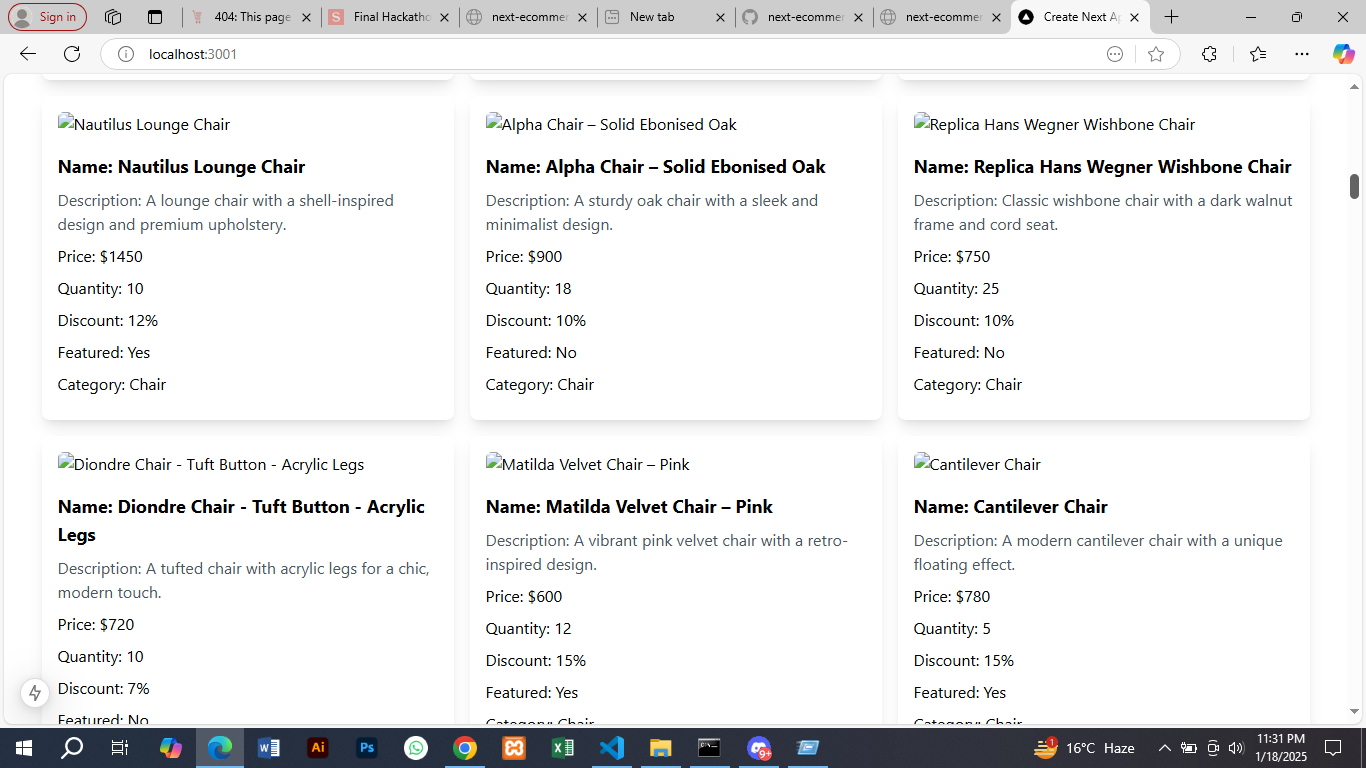 Sign in
404: This page
Final Hackatho
next-ecommer
New tab
next-ecommer
next-ecommer
Create Next Ap
localhost:3001
Nautilus Lounge Chair
Alpha Chair – Solid Ebonised Oak
Replica Hans Wegner Wishbone Chair
Name: Nautilus Lounge Chair
Name: Alpha Chair – Solid Ebonised Oak
Name: Replica Hans Wegner Wishbone Chair
Description: A lounge chair with a shell-inspired
design and premium upholstery.
Description: A sturdy oak chair with a sleek and
minimalist design.
Description: Classic wishbone chair with a dark walnut
frame and cord seat.
Price: $1450
Price: $900
Price: $750
Quantity: 10
Quantity: 18
Quantity: 25
Discount: 12%
Discount: 10%
Discount: 10%
Featured: Yes
Featured: No
Featured: No
Category: Chair
Category: Chair
Category: Chair
Diondre Chair - Tuft Button - Acrylic Legs
Matilda Velvet Chair – Pink
Cantilever Chair
Name: Diondre Chair - Tuft Button - Acrylic
Legs
Name: Matilda Velvet Chair – Pink
Name: Cantilever Chair
Description: A tufted chair with acrylic legs for a chic,
modern touch.
Description: A vibrant pink velvet chair with a retro-
inspired design.
Description: A modern cantilever chair with a unique
floating effect.
Price: $720
Price: $600
Price: $780
Quantity: 10
Quantity: 12
Quantity: 5
Discount: 7%
Discount: 15%
Discount: 15%
Featured: No
Featured: Yes
Featured: Yes
Category: Chair
Category: Chair
Ai
Ps
9+
1
16°C Haze
11:31 PM
1/18/2025